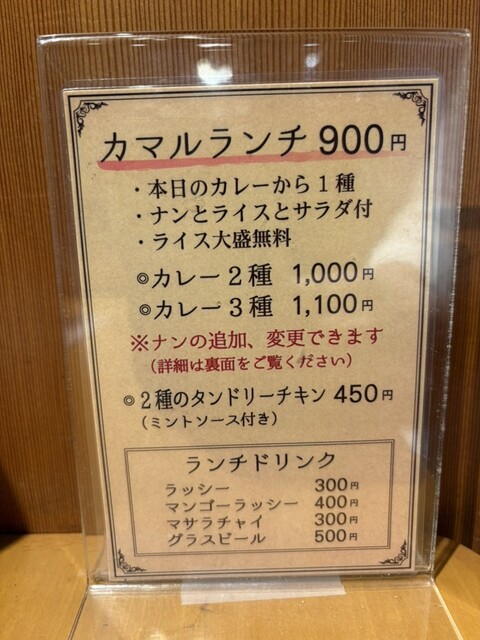 カマルランチ 900円
・本日のカレーから1種
・ナンとライスとサラダ付
・ライス大盛無料
◎カレー2種 1,000円
◎カレー3種 1,100円
※ナンの追加、変更できます
（詳細は裏面をご覧ください）
◎2種のタンドリーチキン 450円
（ミントソース付き）
ランチドリンク
ラッシー 300円
マンゴーラッシー 400円
マサラチャイ 300円
グラスビール 500円